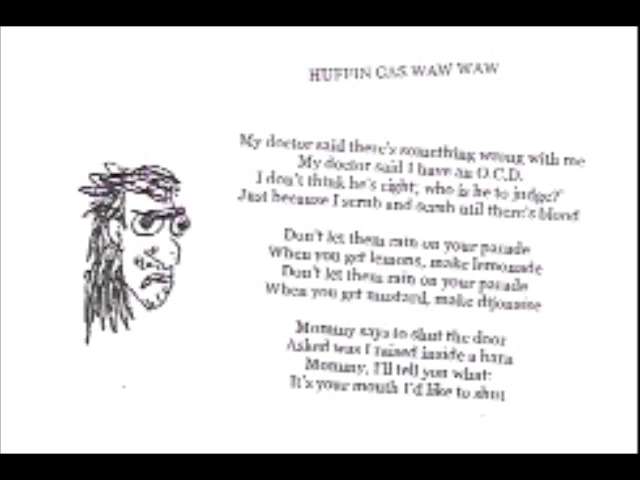 HUFFIN GAS WAW WAW
My doctor said there's something wrong with me
My doctor said I have an O.C.D.
I don't think he's right, who is he to judge?
Just because I scrub and scrub util there's blood
Don't let them rain on your parade
When you get lemons, make lemonade
Don't let them rain on your parade
When you get mustard, make dijonaise
Mommy says to shut the door
Asked was I raised inside a barn
Mommy, I'll tell you what:
It's your mouth I'd like to shut